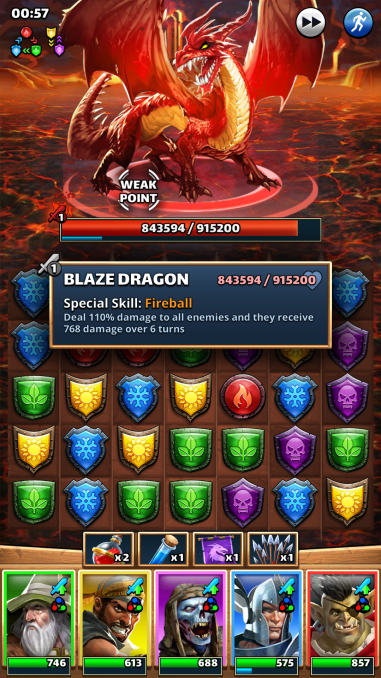 00:57
WEAK
POINT
1
843594 / 915200
1
BLAZE DRAGON 843594 / 915200
Special Skill: Fireball
Deal 110% damage to all enemies and they receive
768 damage over 6 turns
x2 x1 x1 x1
746 613 688 575 857